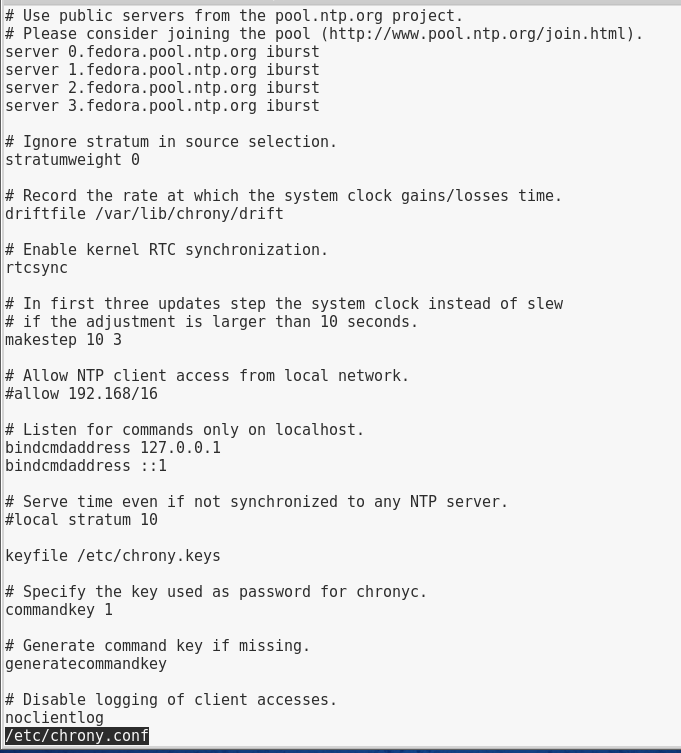 # Use public servers from the pool.ntp.org project.
# Please consider joining the pool (http://www.pool.ntp.org/join.html).
server 0.fedora.pool.ntp.org iburst
server 1.fedora.pool.ntp.org iburst
server 2.fedora.pool.ntp.org iburst
server 3.fedora.pool.ntp.org iburst
# Ignore stratum in source selection.
stratumweight 0
# Record the rate at which the system clock gains/losses time.
driftfile /var/lib/chrony/drift
# Enable kernel RTC synchronization.
rtcsync
# In first three updates step the system clock instead of slew
# if the adjustment is larger than 10 seconds.
makestep 10 3
# Allow NTP client access from local network.
#allow 192.168/16
# Listen for commands only on localhost.
bindcmdaddress 127.0.0.1
bindcmdaddress ::1
# Serve time even if not synchronized to any NTP server.
#local stratum 10
keyfile /etc/chrony.keys
# Specify the key used as password for chronyc.
commandkey 1
# Generate command key if missing.
generatecommandkey
# Disable logging of client accesses.
noclientlog
/etc/chrony.conf